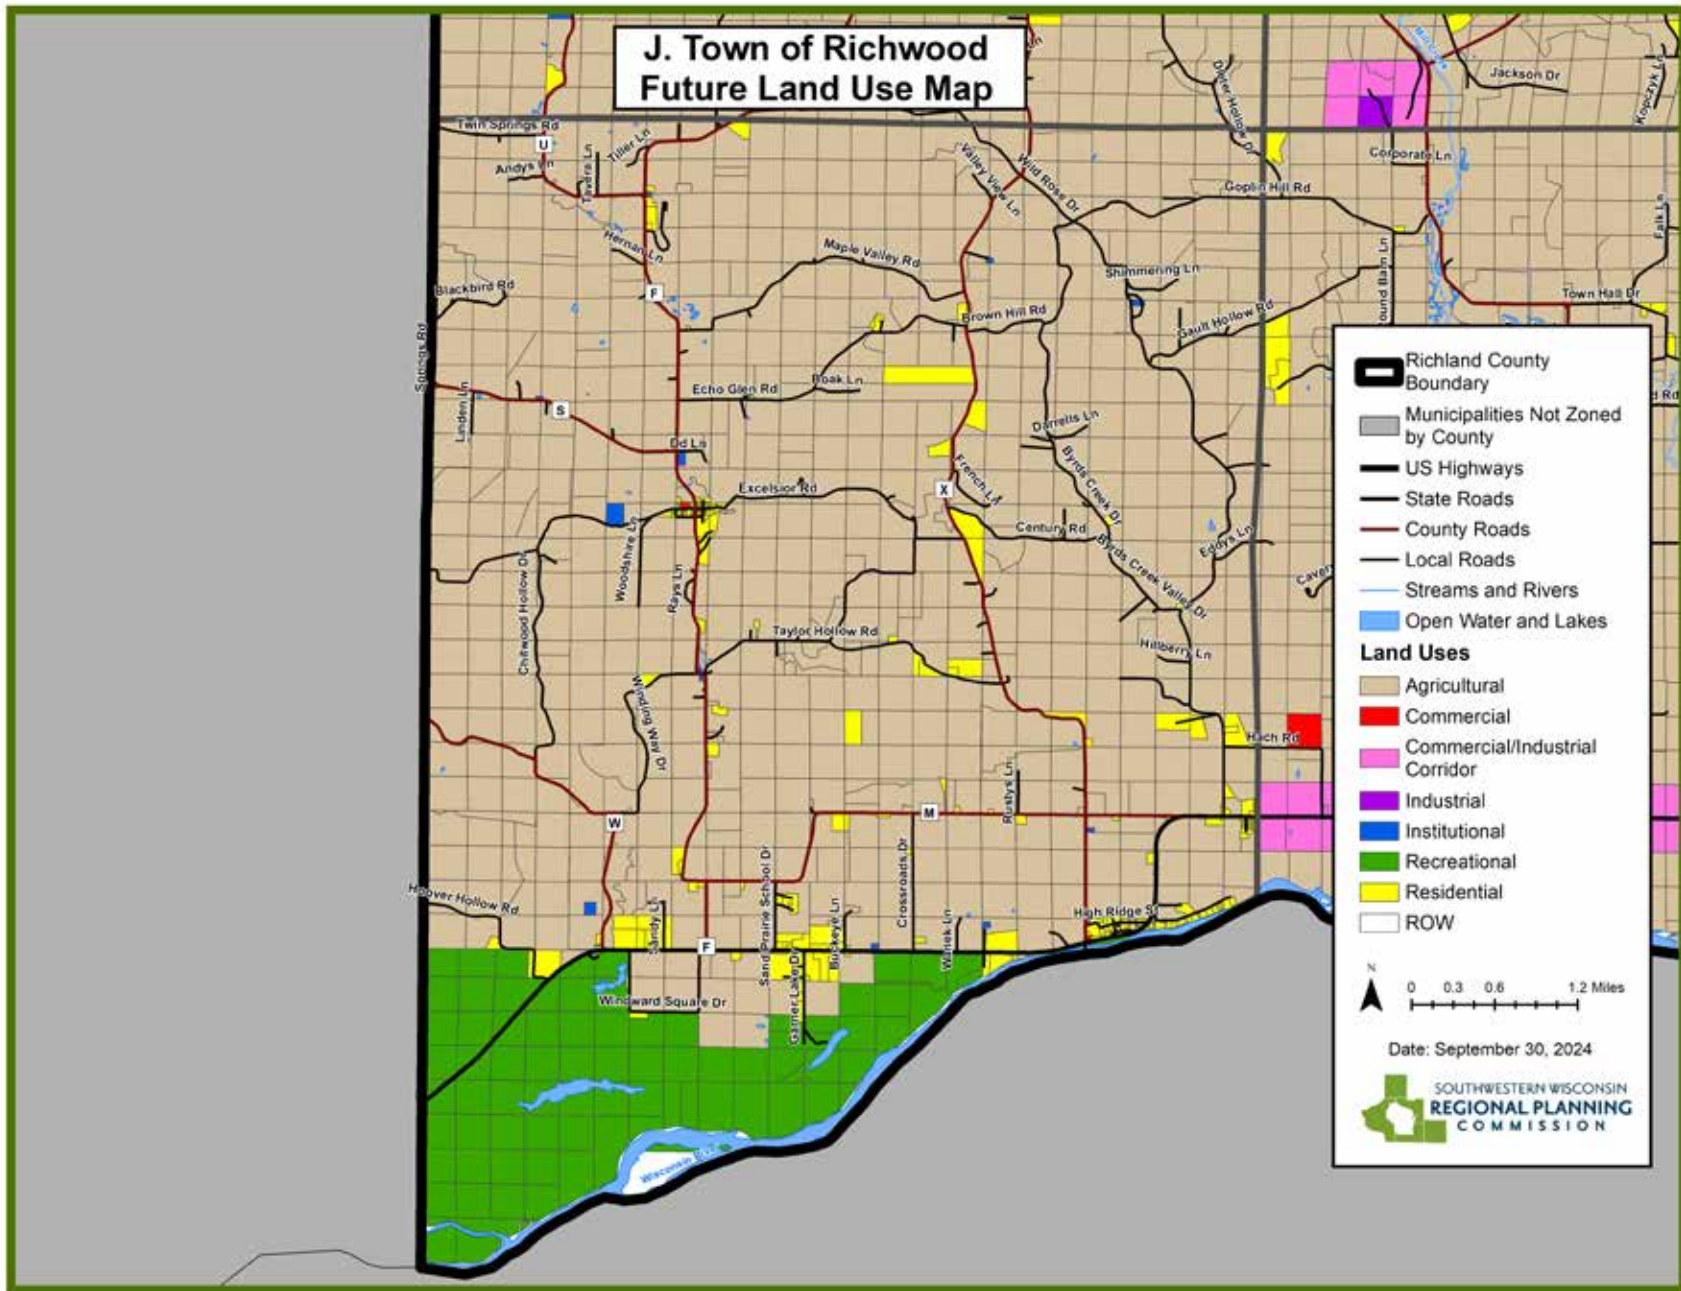 J. Town of Richwood
Future Land Use Map
Dieter Hollow Dr
Jackson Dr
Kopczyk Ln
Twin Springs Rd
U
Tiller Ln
Andys Ln
Tavera Ln
Valley View Ln
Wild Rose Dr
Corporate Ln
Goplin Hill Rd
Falk Ln
Hernan Ln
Maple Valley Rd
Shimmering Ln
Blackbird Rd
F
Town Hall Dr
Brown Hill Rd
Gault Hollow Rd
Springs Rd
Echo Glen Rd
Roak Ln
Linden Ln
S
Darrells Ln
Dd Ln
Byrds Creek Dr
French Ln
Excelsior Rd
X
Century Rd
Eddys Ln
Byrds Creek Valley Dr
Woodshire Ln
Chitwood Hollow Dr
Rays Ln
Taylor Hollow Rd
Hillberry Ln
Winding Way Dr
Hach Rd
Rustys Ln
M
W
Crossroads Dr
Sand Prairie School Dr
Hoover Hollow Rd
Sandy Ln
Buckeye Ln
High Ridge St
F
Windward Square Dr
Garner Lake Dr
Richland County
Boundary
Municipalities Not Zoned
by County
US Highways
State Roads
County Roads
Local Roads
Streams and Rivers
Open Water and Lakes
Land Uses
Agricultural
Commercial
Commercial/Industrial
Corridor
Industrial
Institutional
Recreational
Residential
ROW
N
0 0.3 0.6 1.2 Miles
Date: September 30, 2024
SOUTHWESTERN WISCONSIN
REGIONAL PLANNING
COMMISSION